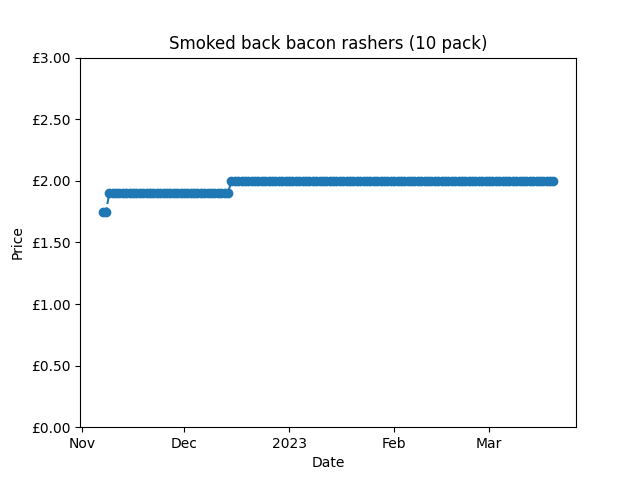 Smoked back bacon rashers (10 pack)
£3.00
£2.50
£2.00
£1.50
£1.00
£0.50
£0.00
Price
Nov Dec 2023 Feb Mar
Date